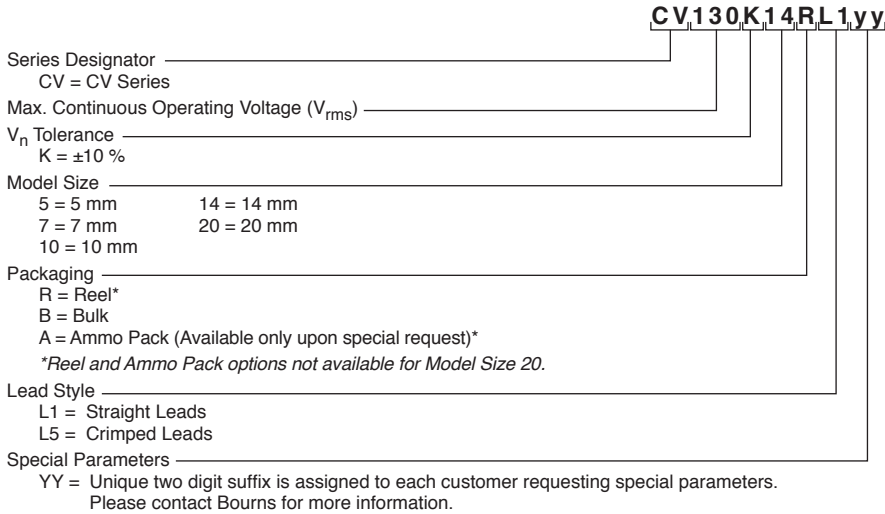 CV130K14RL1yy
Series Designator
CV = CV Series
Max. Continuous Operating Voltage (Vrms)
Vn Tolerance
K = ±10 %
Model Size
5 = 5 mm 14 = 14 mm
7 = 7 mm 20 = 20 mm
10 = 10 mm
Packaging
R = Reel*
B = Bulk
A = Ammo Pack (Available only upon special request)*
*Reel and Ammo Pack options not available for Model Size 20.
Lead Style
L1 = Straight Leads
L5 = Crimped Leads
Special Parameters
YY = Unique two digit suffix is assigned to each customer requesting special parameters.
Please contact Bourns for more information.